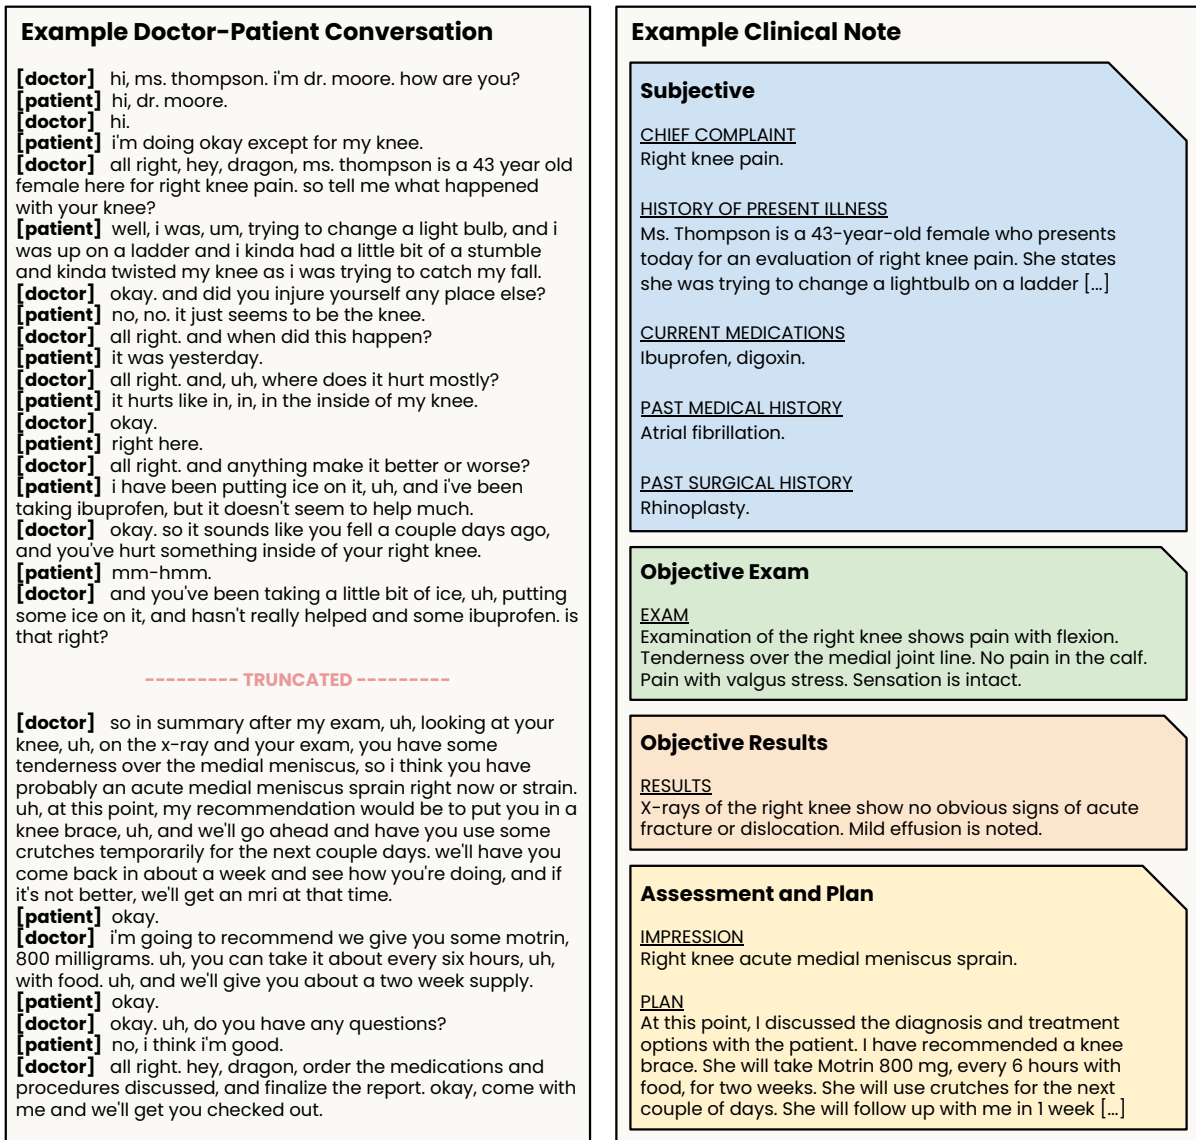 Example Doctor-Patient Conversation
[doctor] hi, ms. thompson. i'm dr. moore. how are you?
[patient] hi, dr. moore.
[doctor] hi.
[patient] i'm doing okay except for my knee.
[doctor] all right, hey, dragon, ms. thompson is a 43 year old
female here for right knee pain. so tell me what happened
with your knee?
[patient] well, i was, um, trying to change a light bulb, and i
was up on a ladder and i kinda had a little bit of a stumble
and kinda twisted my knee as i was trying to catch my fall.
[doctor] okay. and did you injure yourself any place else?
[patient] no, no. it just seems to be the knee.
[doctor] all right. and when did this happen?
[patient] it was yesterday.
[doctor] all right. and, uh, where does it hurt mostly?
[patient] it hurts like in, in, in the inside of my knee.
[doctor] okay.
[patient] right here.
[doctor] all right. and anything make it better or worse?
[patient] i have been putting ice on it, uh, and i've been
taking ibuprofen, but it doesn't seem to help much.
[doctor] okay. so it sounds like you fell a couple days ago,
and you've hurt something inside of your right knee.
[patient] mm-hmm.
[doctor] and you've been taking a little bit of ice, uh, putting
some ice on it, and hasn't really helped and some ibuprofen. is
that right?
--------- TRUNCATED ---------
[doctor] so in summary after my exam, uh, looking at your
knee, uh, on the x-ray and your exam, you have some
tenderness over the medial meniscus, so i think you have
probably an acute medial meniscus sprain right now or strain.
uh, at this point, my recommendation would be to put you in a
knee brace, uh, and we'll go ahead and have you use some
crutches temporarily for the next couple days. we'll have you
come back in about a week and see how you're doing, and if
it's not better, we'll get an mri at that time.
[patient] okay.
[doctor] i'm going to recommend we give you some motrin,
800 milligrams. uh, you can take it about every six hours, uh,
with food. uh, and we'll give you about a two week supply.
[patient] okay.
[doctor] okay. uh, do you have any questions?
[patient] no, i think i'm good.
[doctor] all right. hey, dragon, order the medications and
procedures discussed, and finalize the report. okay, come with
me and we'll get you checked out.
Example Clinical Note
Subjective
CHIEF COMPLAINT
Right knee pain.
HISTORY OF PRESENT ILLNESS
Ms. Thompson is a 43-year-old female who presents
today for an evaluation of right knee pain. She states
she was trying to change a lightbulb on a ladder [...]
CURRENT MEDICATIONS
Ibuprofen, digoxin.
PAST MEDICAL HISTORY
Atrial fibrillation.
PAST SURGICAL HISTORY
Rhinoplasty.
Objective Exam
EXAM
Examination of the right knee shows pain with flexion.
Tenderness over the medial joint line. No pain in the calf.
Pain with valgus stress. Sensation is intact.
Objective Results
RESULTS
X-rays of the right knee show no obvious signs of acute
fracture or dislocation. Mild effusion is noted.
Assessment and Plan
IMPRESSION
Right knee acute medial meniscus sprain.
PLAN
At this point, I discussed the diagnosis and treatment
options with the patient. I have recommended a knee
brace. She will take Motrin 800 mg, every 6 hours with
food, for two weeks. She will use crutches for the next
couple of days. She will follow up with me in 1 week [...]